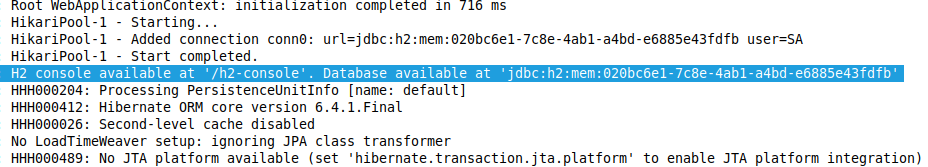 Root WebApplicationContext: initialization completed in 716 ms
HikariPool-1 - Starting...
HikariPool-1 - Added connection conn0: url=jdbc:h2:mem:020bc6e1-7c8e-4ab1-a4bd-e6885e43fdfb user=SA
HikariPool-1 - Start completed.
H2 console available at '/h2-console'. Database available at 'jdbc:h2:mem:020bc6e1-7c8e-4ab1-a4bd-e6885e43fdfb'
HHH000204: Processing PersistenceUnitInfo [name: default]
HHH000412: Hibernate ORM core version 6.4.1.Final
HHH000026: Second-level cache disabled
No LoadTimeWeaver setup: ignoring JPA class transformer
HHH000489: No JTA platform available (set 'hibernate.transaction.jta.platform' to enable JTA platform integration)